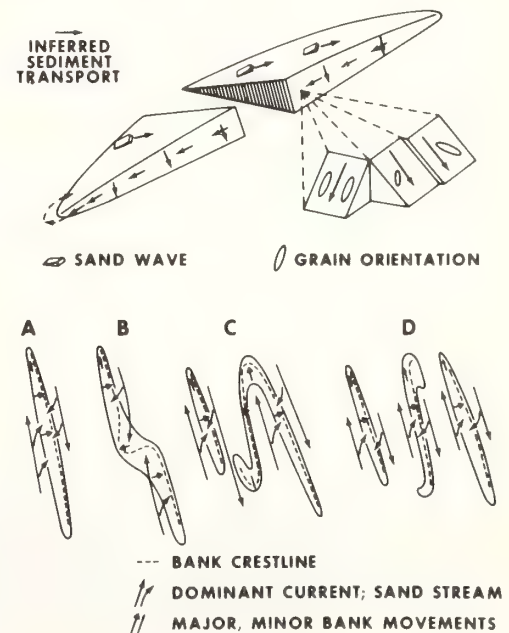 INFERRED
SEDIMENT
TRANSPORT
SAND WAVE
GRAIN ORIENTATION
A
B
C
D
BANK CRESTLINE
DOMINANT CURRENT; SAND STREAM
MAJOR, MINOR BANK MOVEMENTS